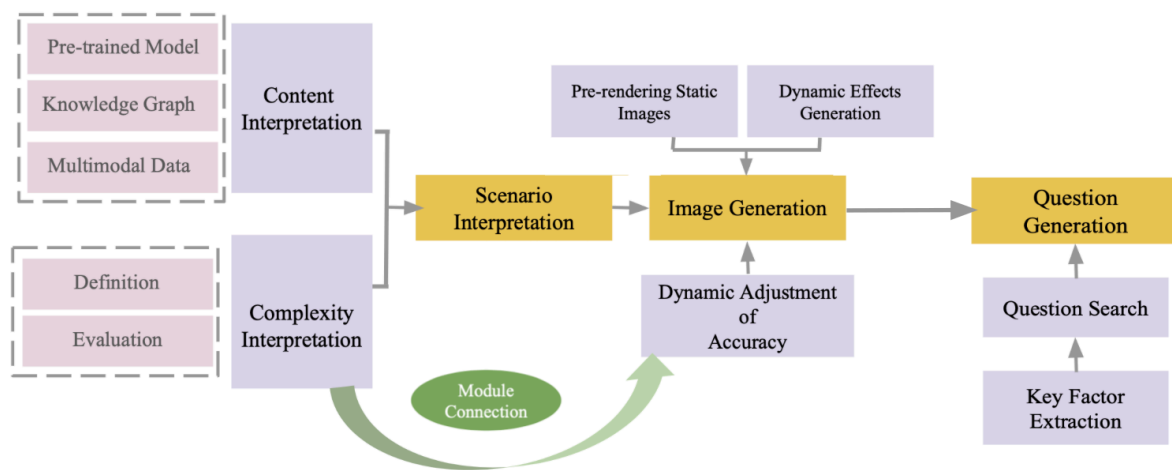 Pre-trained Model
Knowledge Graph
Multimodal Data
Content
Interpretation
Definition
Evaluation
Complexity
Interpretation
Scenario
Interpretation
Pre-rendering Static
Images
Dynamic Effects
Generation
Image Generation
Dynamic Adjustment
of
Accuracy
Module
Connection
Question
Generation
Question Search
Key Factor
Extraction